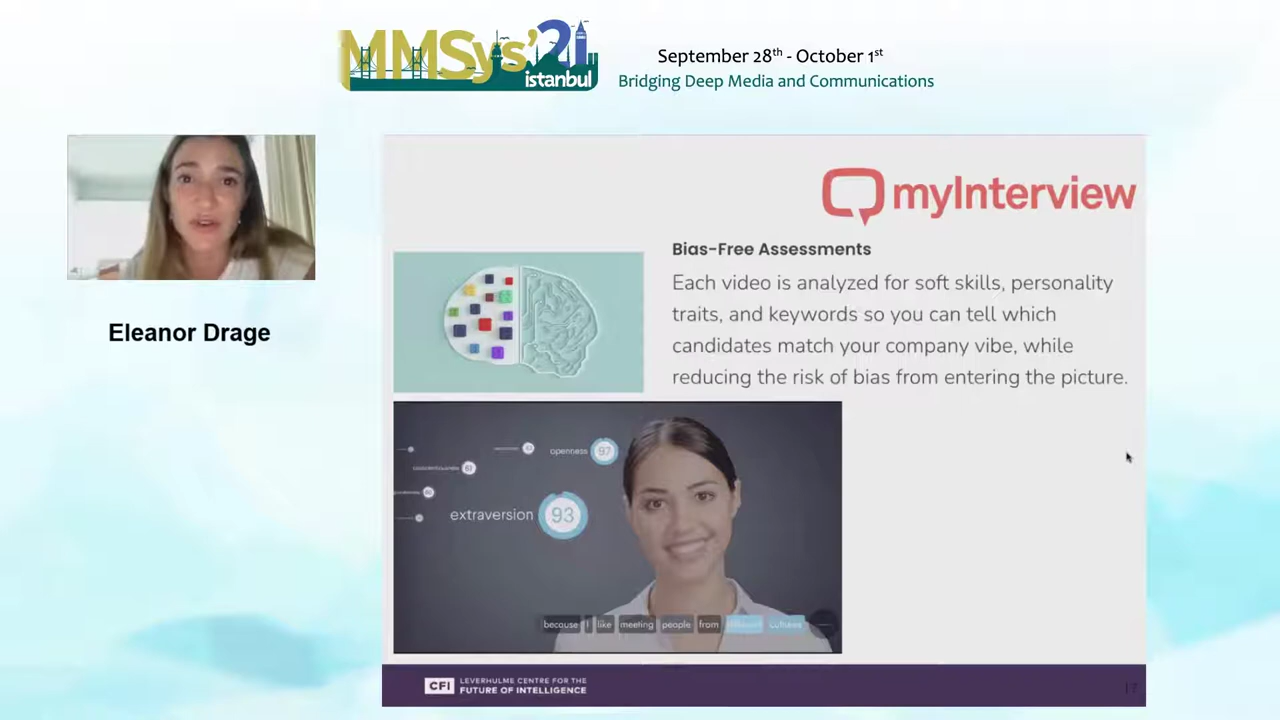 MMSys'21
istanbul
September 28th - October 1st
Bridging Deep Media and Communications
myInterview
Bias-Free Assessments
Each video is analyzed for soft skills, personality
traits, and keywords so you can tell which
candidates match your company vibe, while
reducing the risk of bias from entering the picture.
Eleanor Drage
openness 97
extraversion 93
because I like meeting people from cultures
CFI
LEVERHULME CENTRE FOR THE
FUTURE OF INTELLIGENCE